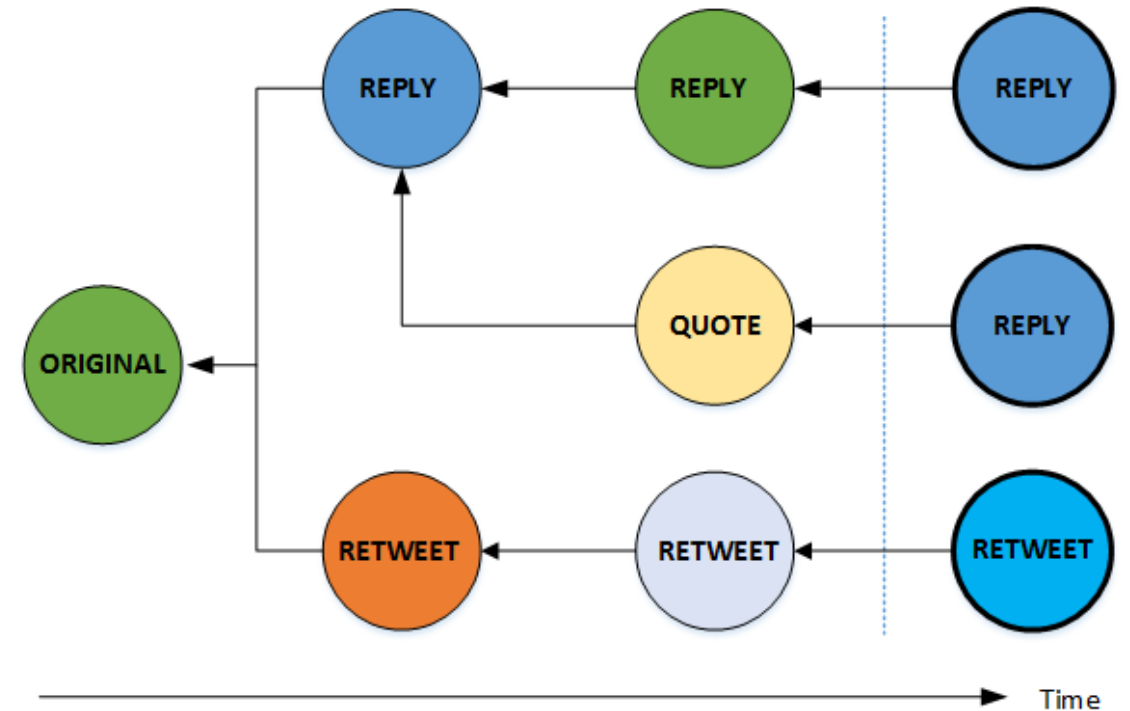 REPLY
REPLY
REPLY
QUOTE
REPLY
ORIGINAL
RETWEET
RETWEET
RETWEET
Time